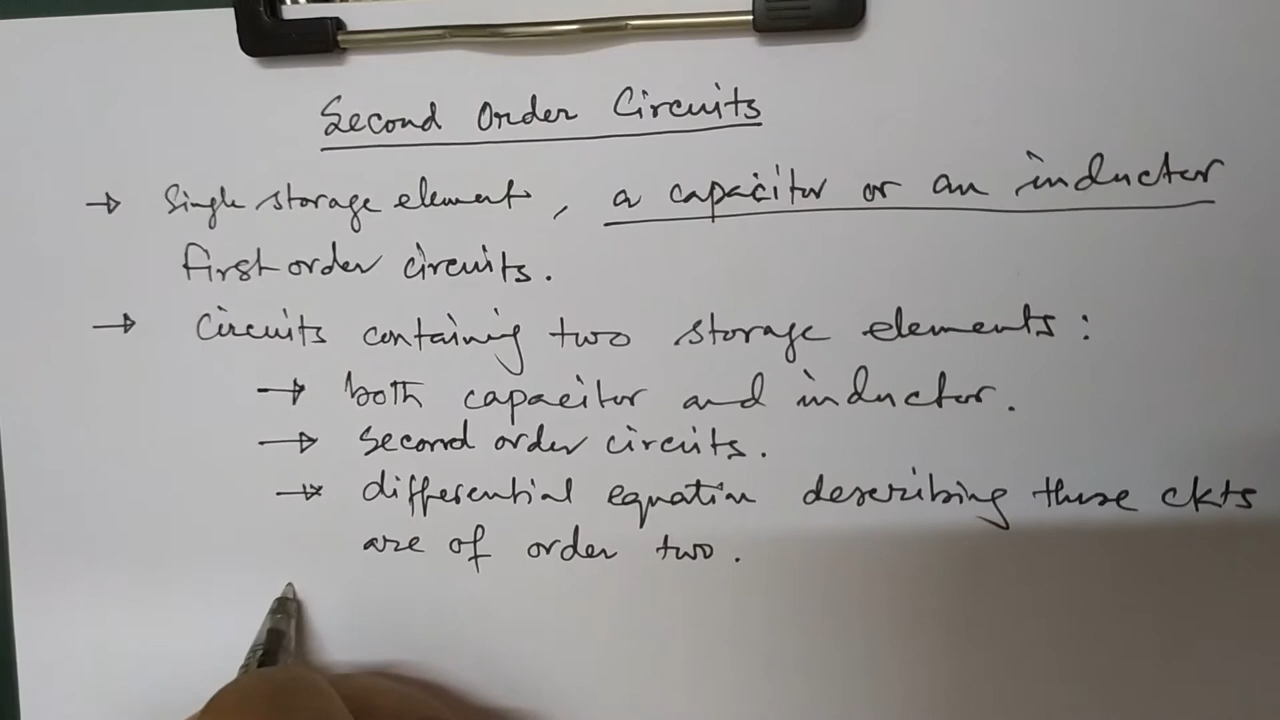 Second Order Circuits
→ Single storage element, a capacitor or an inductor
first order circuits.
→ Circuits containing two storage elements:
→ both capacitor and inductor.
→ Second order circuits.
→ differential equation describing these ckts
are of order two.